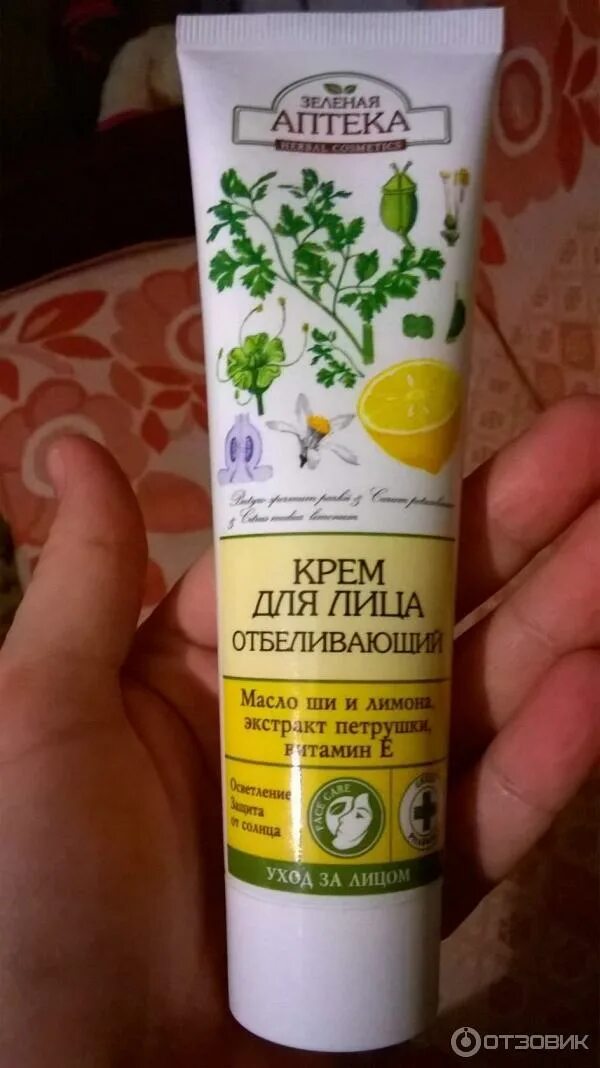 ЗЕЛЕНАЯ
АПТЕКА
HERBAL COSMETICS
КРЕМ
ДЛЯ ЛИЦА
ОТБЕЛИВАЮЩИЙ
Масло ши и лимона,
экстракт петрушки,
витамин Е
Осветление
Защита
от солнца
FACE CARE
УХОД ЗА ЛИЦОМ
ОТЗОВИК